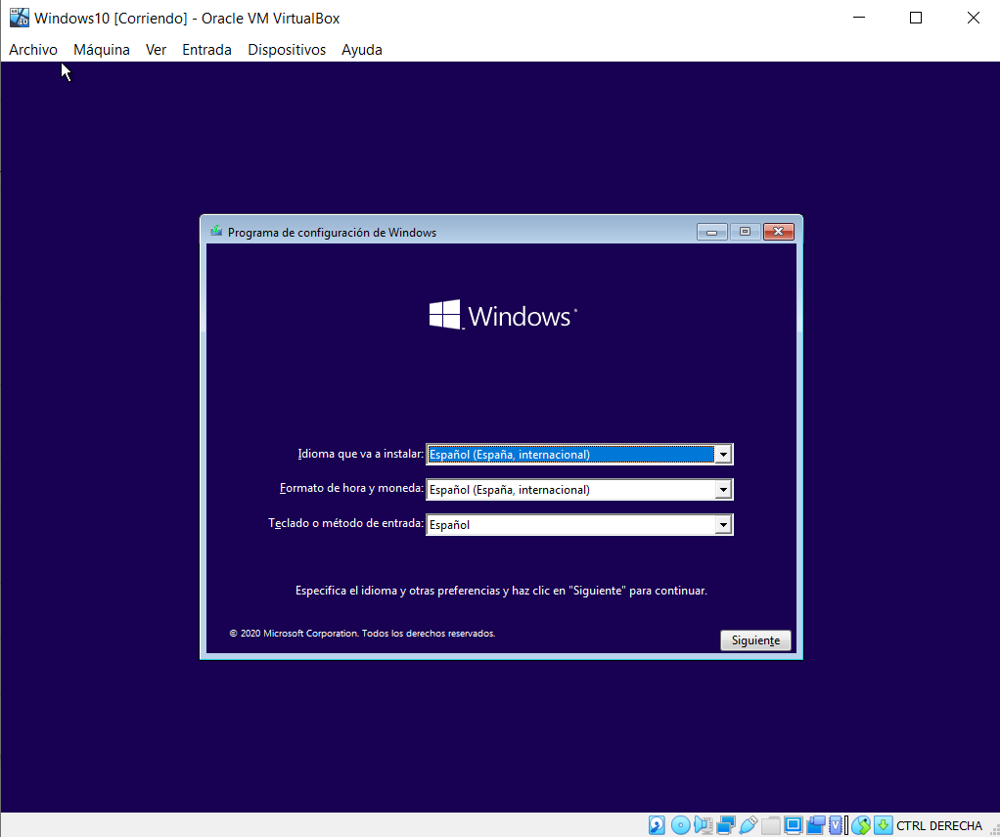 Windows10 [Corriendo] - Oracle VM VirtualBox
Archivo Máquina Ver Entrada Dispositivos Ayuda
Programa de configuración de Windows
Windows
Idioma que va a instalar: Español (España, internacional)
Formato de hora y moneda: Español (España, internacional)
Teclado o método de entrada: Español
Especifica el idioma y otras preferencias y haz clic en "Siguiente" para continuar.
© 2020 Microsoft Corporation. Todos los derechos reservados.
Siguiente
CTRL DERECHA